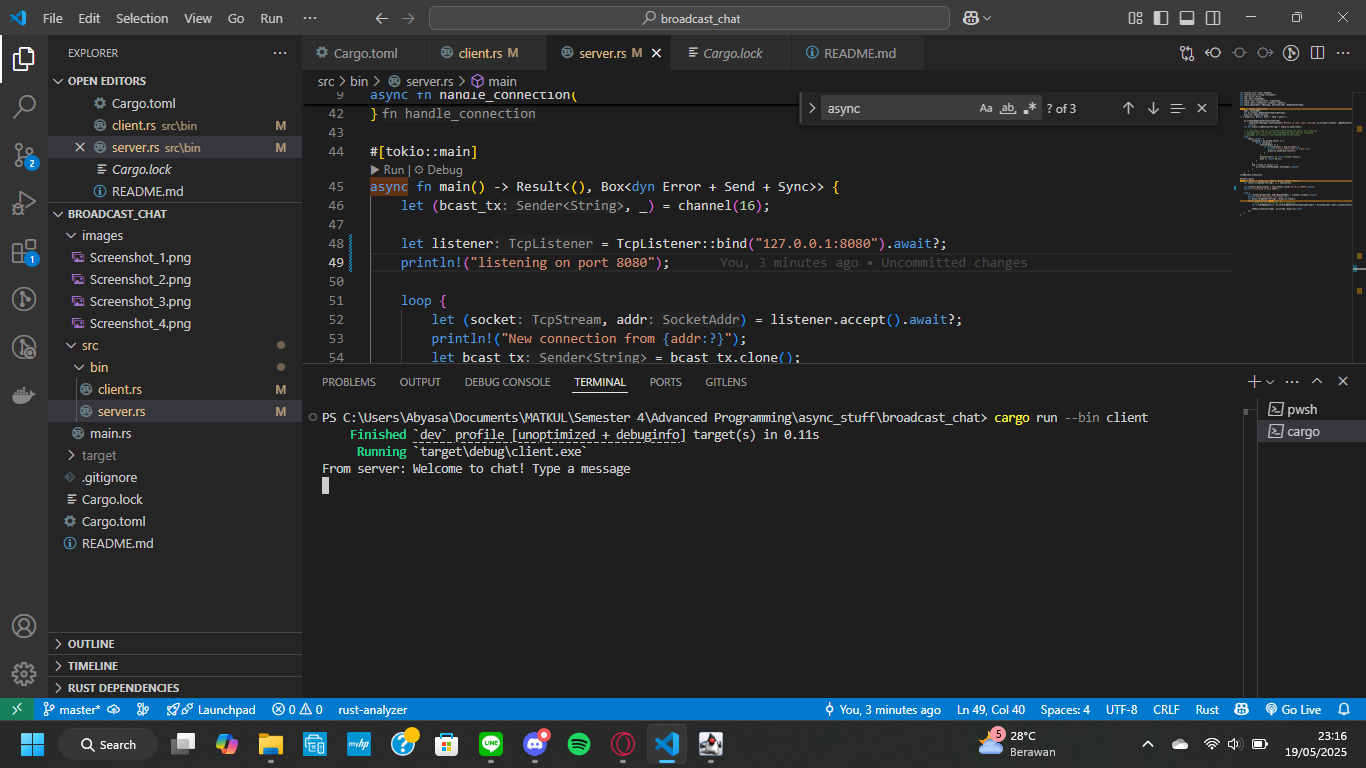 File Edit Selection View Go Run ··· broadcast_chat
EXPLORER
OPEN EDITORS
Cargo.toml
client.rs src\bin M
server.rs src\bin M
Cargo.lock
README.md
BROADCAST_CHAT
images
Screenshot_1.png
Screenshot_2.png
Screenshot_3.png
Screenshot_4.png
src
bin
client.rs M
server.rs M
main.rs
target
.gitignore
Cargo.lock
Cargo.toml
README.md
OUTLINE
TIMELINE
RUST DEPENDENCIES
2
1
Cargo.toml client.rs M server.rs M Cargo.lock README.md
src > bin > server.rs > main
async Aa ab ? of 3
9 async fn handle_connection(
42 } fn handle_connection
43
44 #[tokio::main]
Run | Debug
45 async fn main() -> Result<(), Box<dyn Error + Send + Sync>> {
46 let (bcast_tx: Sender<String>, _) = channel(16);
47
48 let listener: TcpListener = TcpListener::bind("127.0.0.1:8080").await?;
49 println!("listening on port 8080"); You, 3 minutes ago • Uncommitted changes
50
51 loop {
52 let (socket: TcpStream, addr: SocketAddr) = listener.accept().await?;
53 println!("New connection from {addr:?}");
54 let bcast_tx: Sender<String> = bcast_tx.clone();
PROBLEMS OUTPUT DEBUG CONSOLE TERMINAL PORTS GITLENS
PS C:\Users\Abyasa\Documents\MATKUL\Semester 4\Advanced Programming\async_stuff\broadcast_chat> cargo run --bin client
Finished `dev` profile [unoptimized + debuginfo] target(s) in 0.11s
Running `target\debug\client.exe`
From server: Welcome to chat! Type a message
pwsh
cargo
master* Launchpad 0 0 rust-analyzer You, 3 minutes ago Ln 49, Col 40 Spaces: 4 UTF-8 CRLF Rust Go Live
Search myhp LINE 5 28°C
Berawan
23:16
19/05/2025